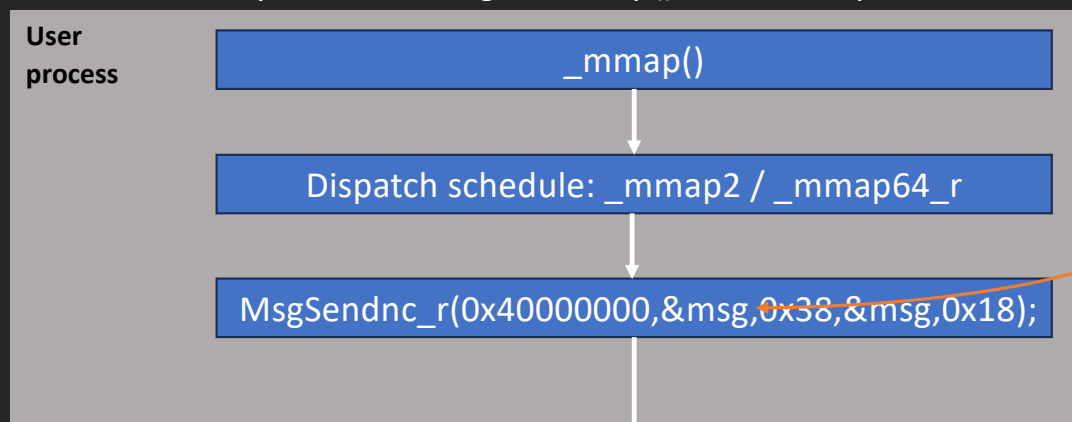 User
process
_mmap()
Dispatch schedule: _mmap2 / _mmap64_r
MsgSendnc_r(0x40000000,&msg,0x38,&msg,0x18);